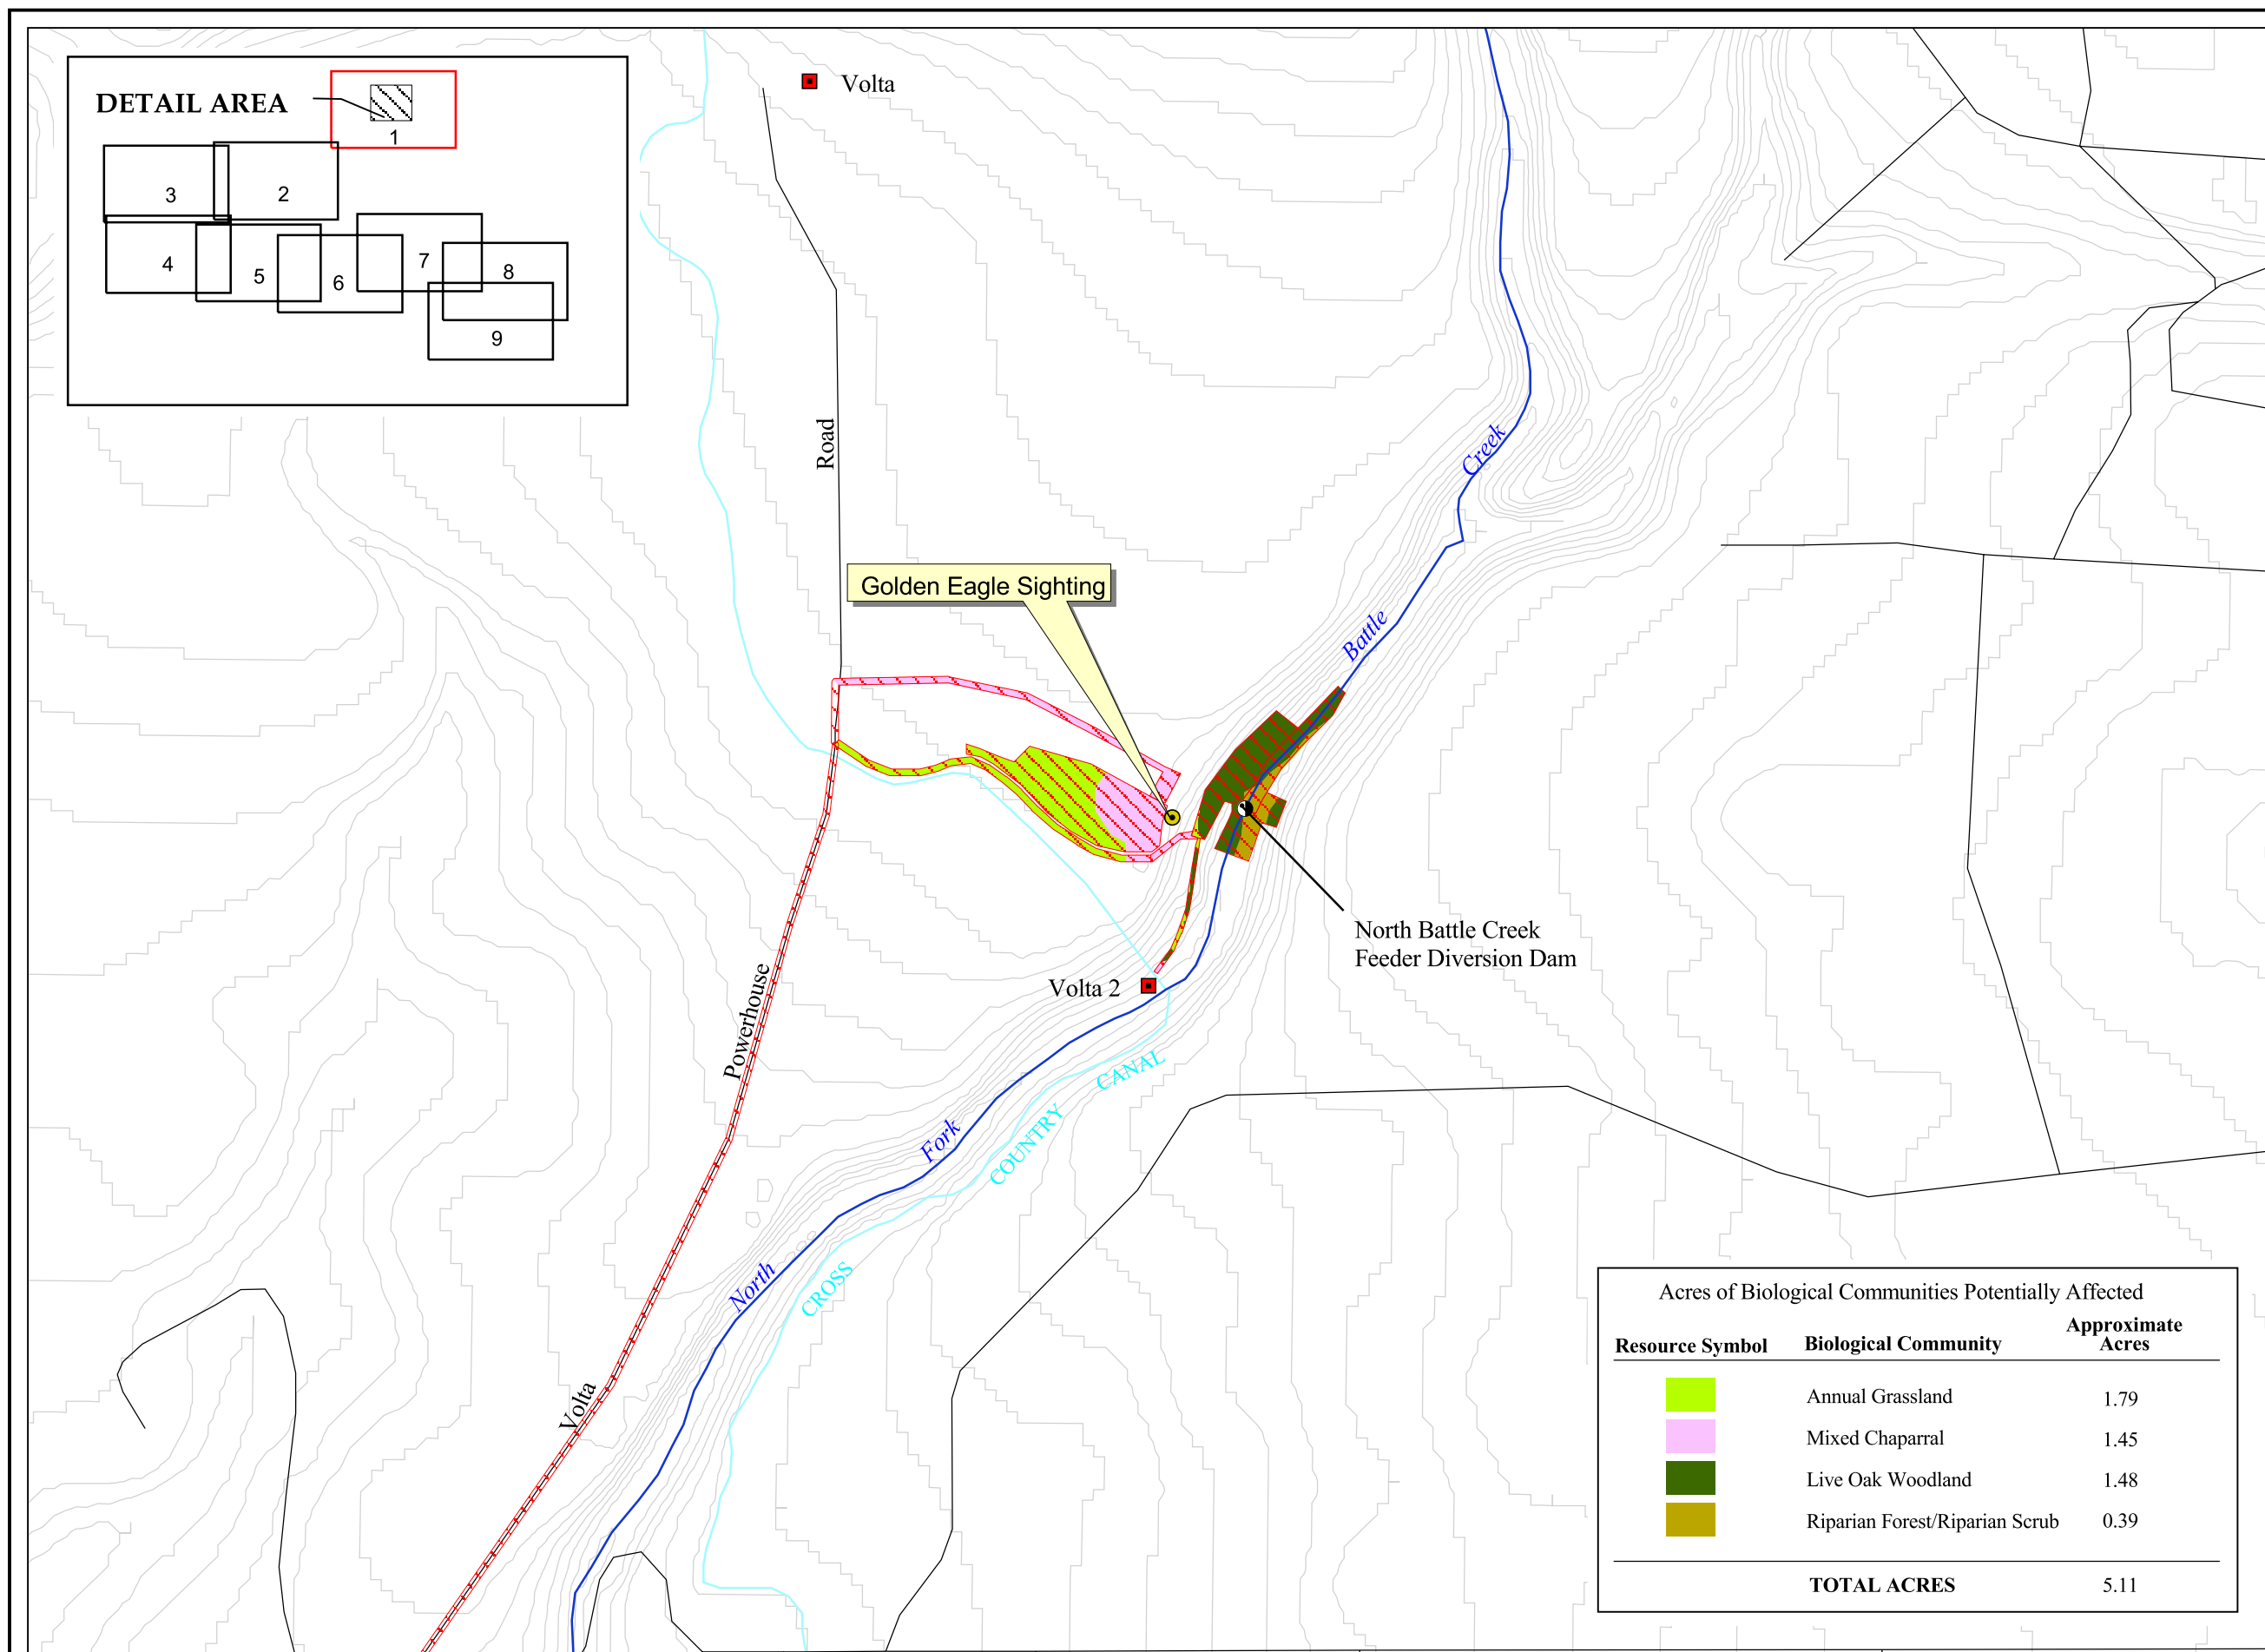 DETAIL AREA
1
3
2
4
5
6
7
8
9
Volta
Road
Creek
Golden Eagle Sighting
Battle
North Battle Creek
Feeder Diversion Dam
Volta 2
Powerhouse
CANAL
COUNTRY
Fork
CROSS
North
Volta
Acres of Biological Communities Potentially Affected
Resource Symbol Biological Community Approximate Acres
Annual Grassland 1.79
Mixed Chaparral 1.45
Live Oak Woodland 1.48
Riparian Forest/Riparian Scrub 0.39
TOTAL ACRES 5.11